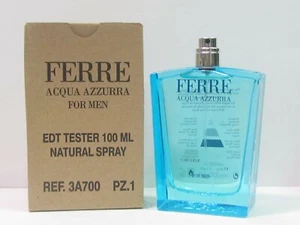 FERRE
ACQUA AZZURRA
FOR MEN
EDT TESTER 100 ML
NATURAL SPRAY
REF. 3A700 PZ.1
FERRE
ACQUA AZZURRA